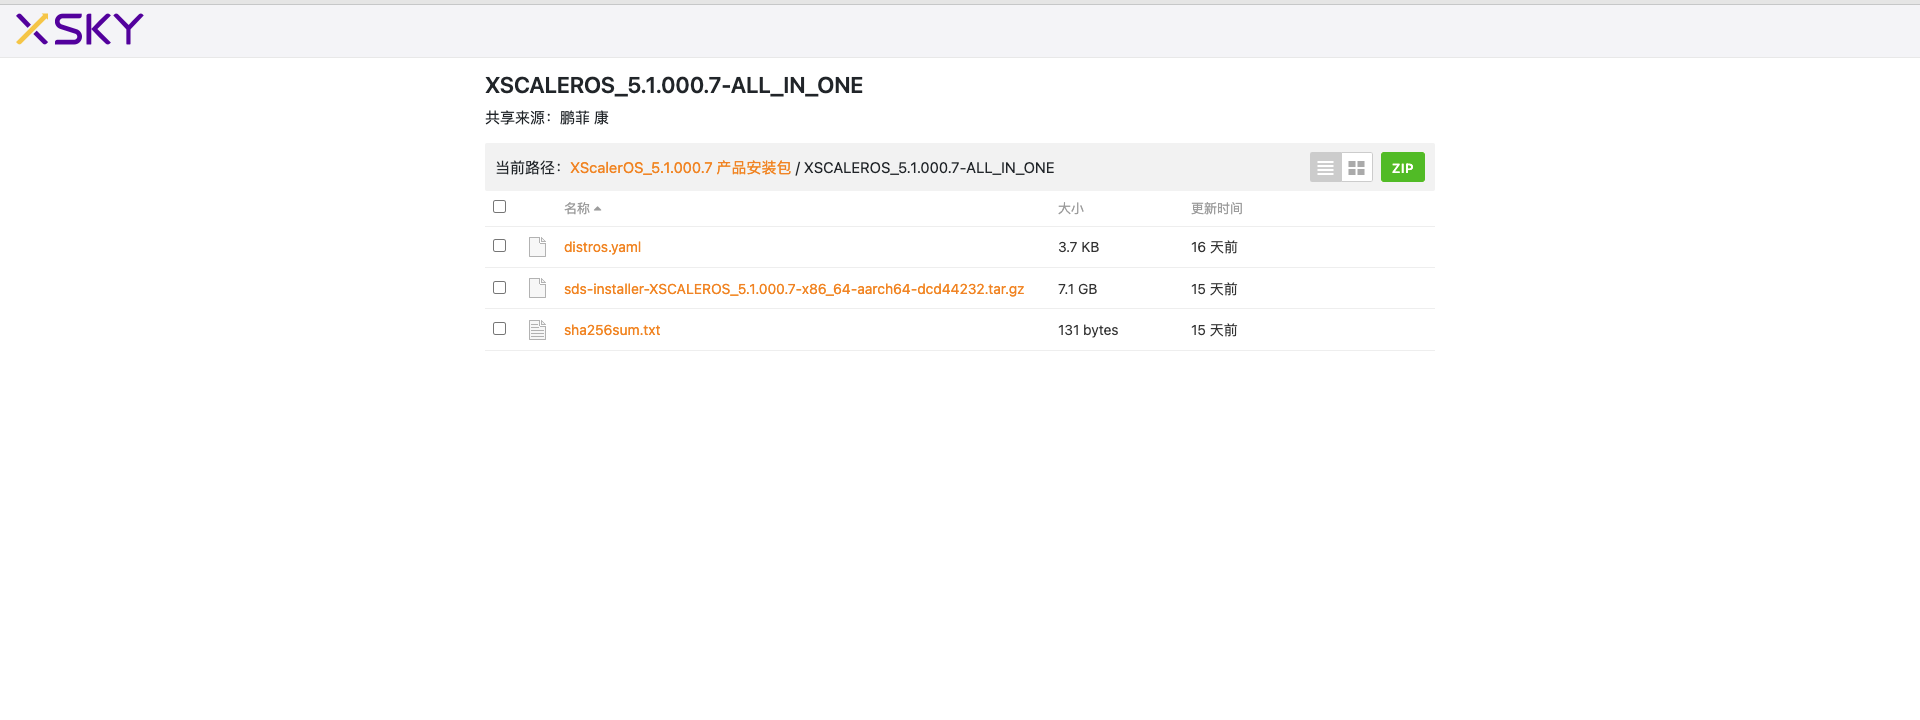 XSKY
XSCALEROS_5.1.000.7-ALL_IN_ONE
共享来源：鹏菲 康
当前路径：XScalerOS_5.1.000.7 产品安装包 / XSCALEROS_5.1.000.7-ALL_IN_ONE
ZIP
名称 大小 更新时间
distros.yaml 3.7 KB 16 天前
sds-installer-XSCALEROS_5.1.000.7-x86_64-aarch64-dcd44232.tar.gz 7.1 GB 15 天前
sha256sum.txt 131 bytes 15 天前